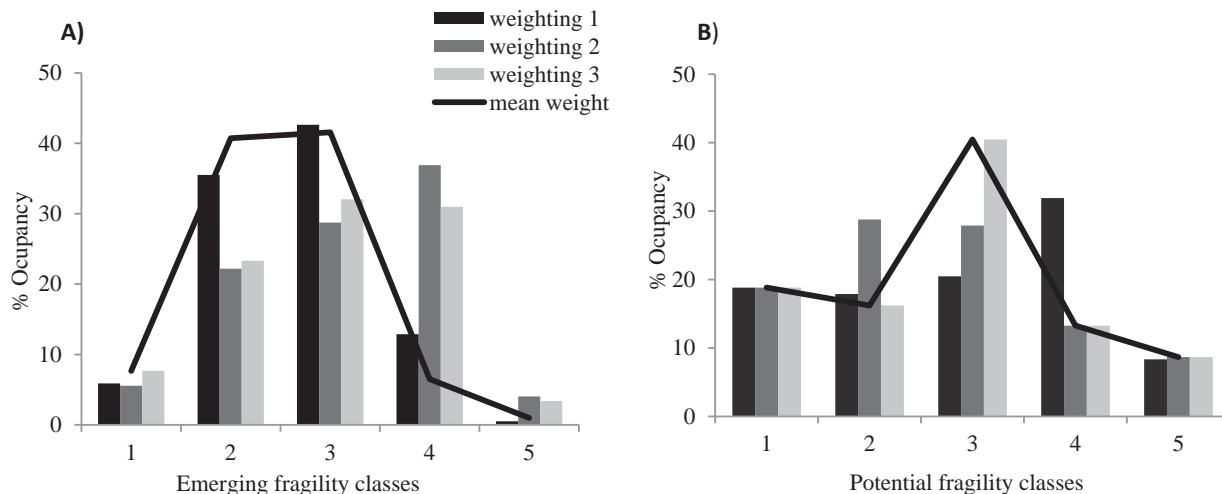 A)
weighting 1
weighting 2
weighting 3
mean weight
50
40
30
20
10
0
% Ocupancy
1 2 3 4 5
Emerging fragility classes
B)
50
40
30
20
10
0
% Ocupancy
1 2 3 4 5
Potential fragility classes